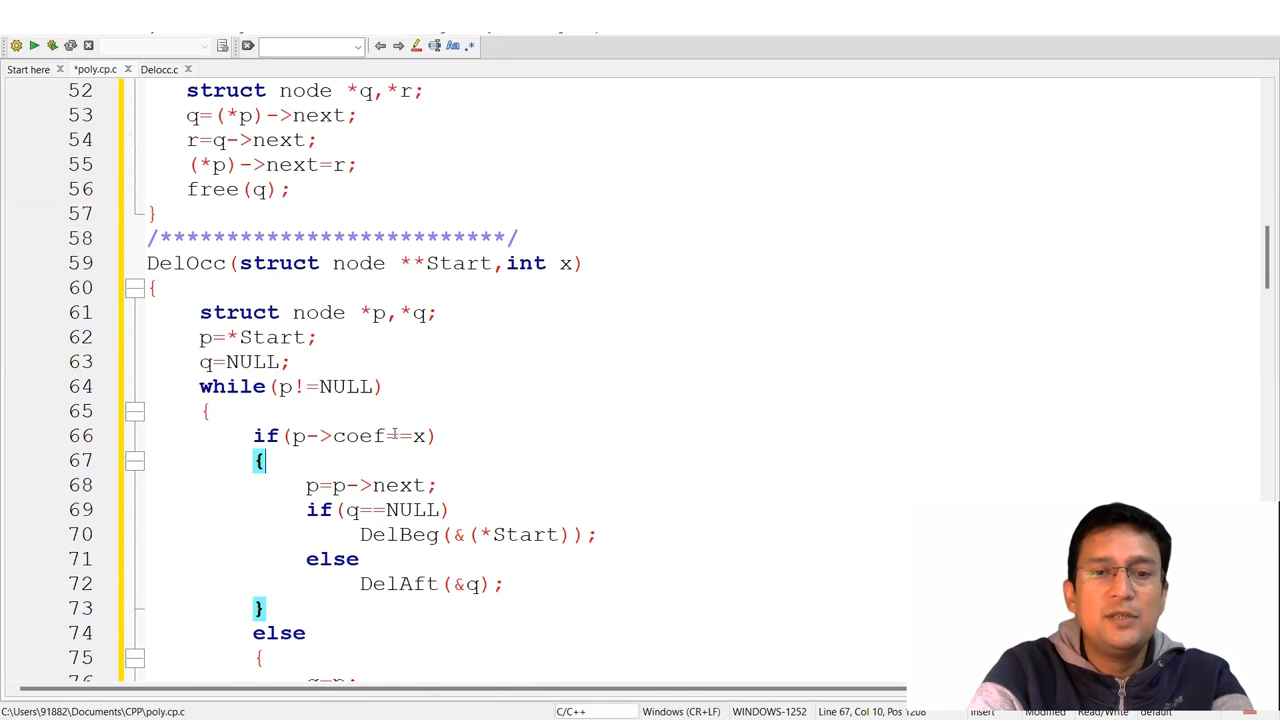 Start here
*poly.cp.c
Delocc.c
52 struct node *q,*r;
53 q=(*p)->next;
54 r=q->next;
55 (*p)->next=r;
56 free(q);
57 }
58 /**************************/
59 DelOcc(struct node **Start,int x)
60 {
61 struct node *p,*q;
62 p=*Start;
63 q=NULL;
64 while(p!=NULL)
65 {
66 if(p->coef==x)
67 {
68 p=p->next;
69 if(q==NULL)
70 DelBeg(&(*Start));
71 else
72 DelAft(&q);
73 }
74 else
75 {
76 q=p;
C:\Users\91882\Documents\CPP\poly.cp.c C/C++ Windows (CR+LF) WINDOWS-1252 Line 67, Col 10, Pos 1208 Insert Modified Read/Write default